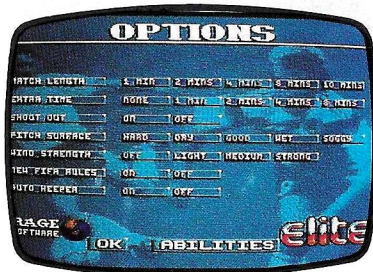 OPTIONS
MATCH LENGTH 1 MIN 2 MINS 4 MINS 8 MINS 10 MINS
EXTRA TIME NONE 1 MIN 2 MINS 4 MINS 8 MINS
SHOOT OUT ON OFF
PITCH SURFACE HARD DRY GOOD WET SOGGY
WIND STRENGTH OFF LIGHT MEDIUM STRONG
NEW FIFA RULES ON OFF
AUTO KEEPER ON OFF
RAGE
SOFTWARE
OK ABILITIES
elite